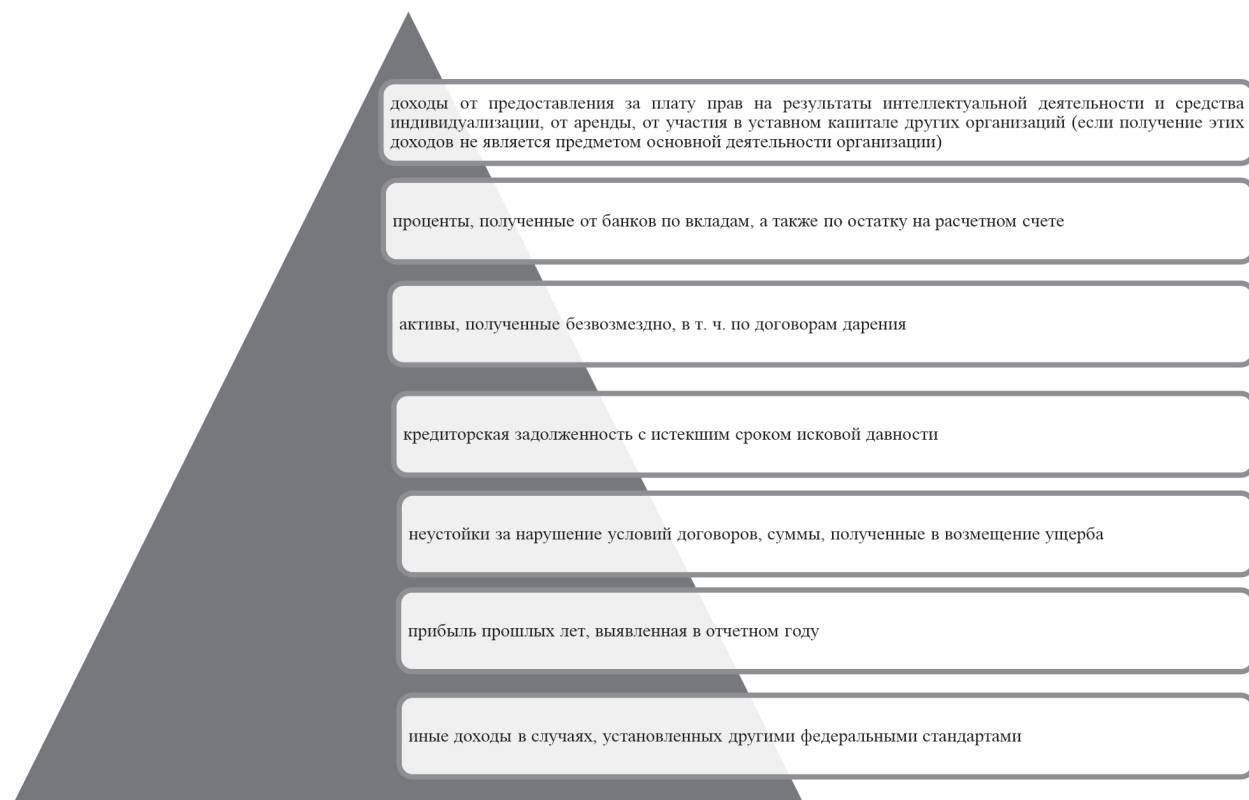 доходы от предоставления за плату прав на результаты интеллектуальной деятельности и средства
индивидуализации, от аренды, от участия в уставном капитале других организаций (если получение этих
доходов не является предметом основной деятельности организации)
проценты, полученные от банков по вкладам, а также по остатку на расчетном счете
активы, полученные безвозмездно, в т. ч. по договорам дарения
кредиторская задолженность с истекшим сроком исковой давности
неустойки за нарушение условий договоров, суммы, полученные в возмещение ущерба
прибыль прошлых лет, выявленная в отчетном году
иные доходы в случаях, установленных другими федеральными стандартами